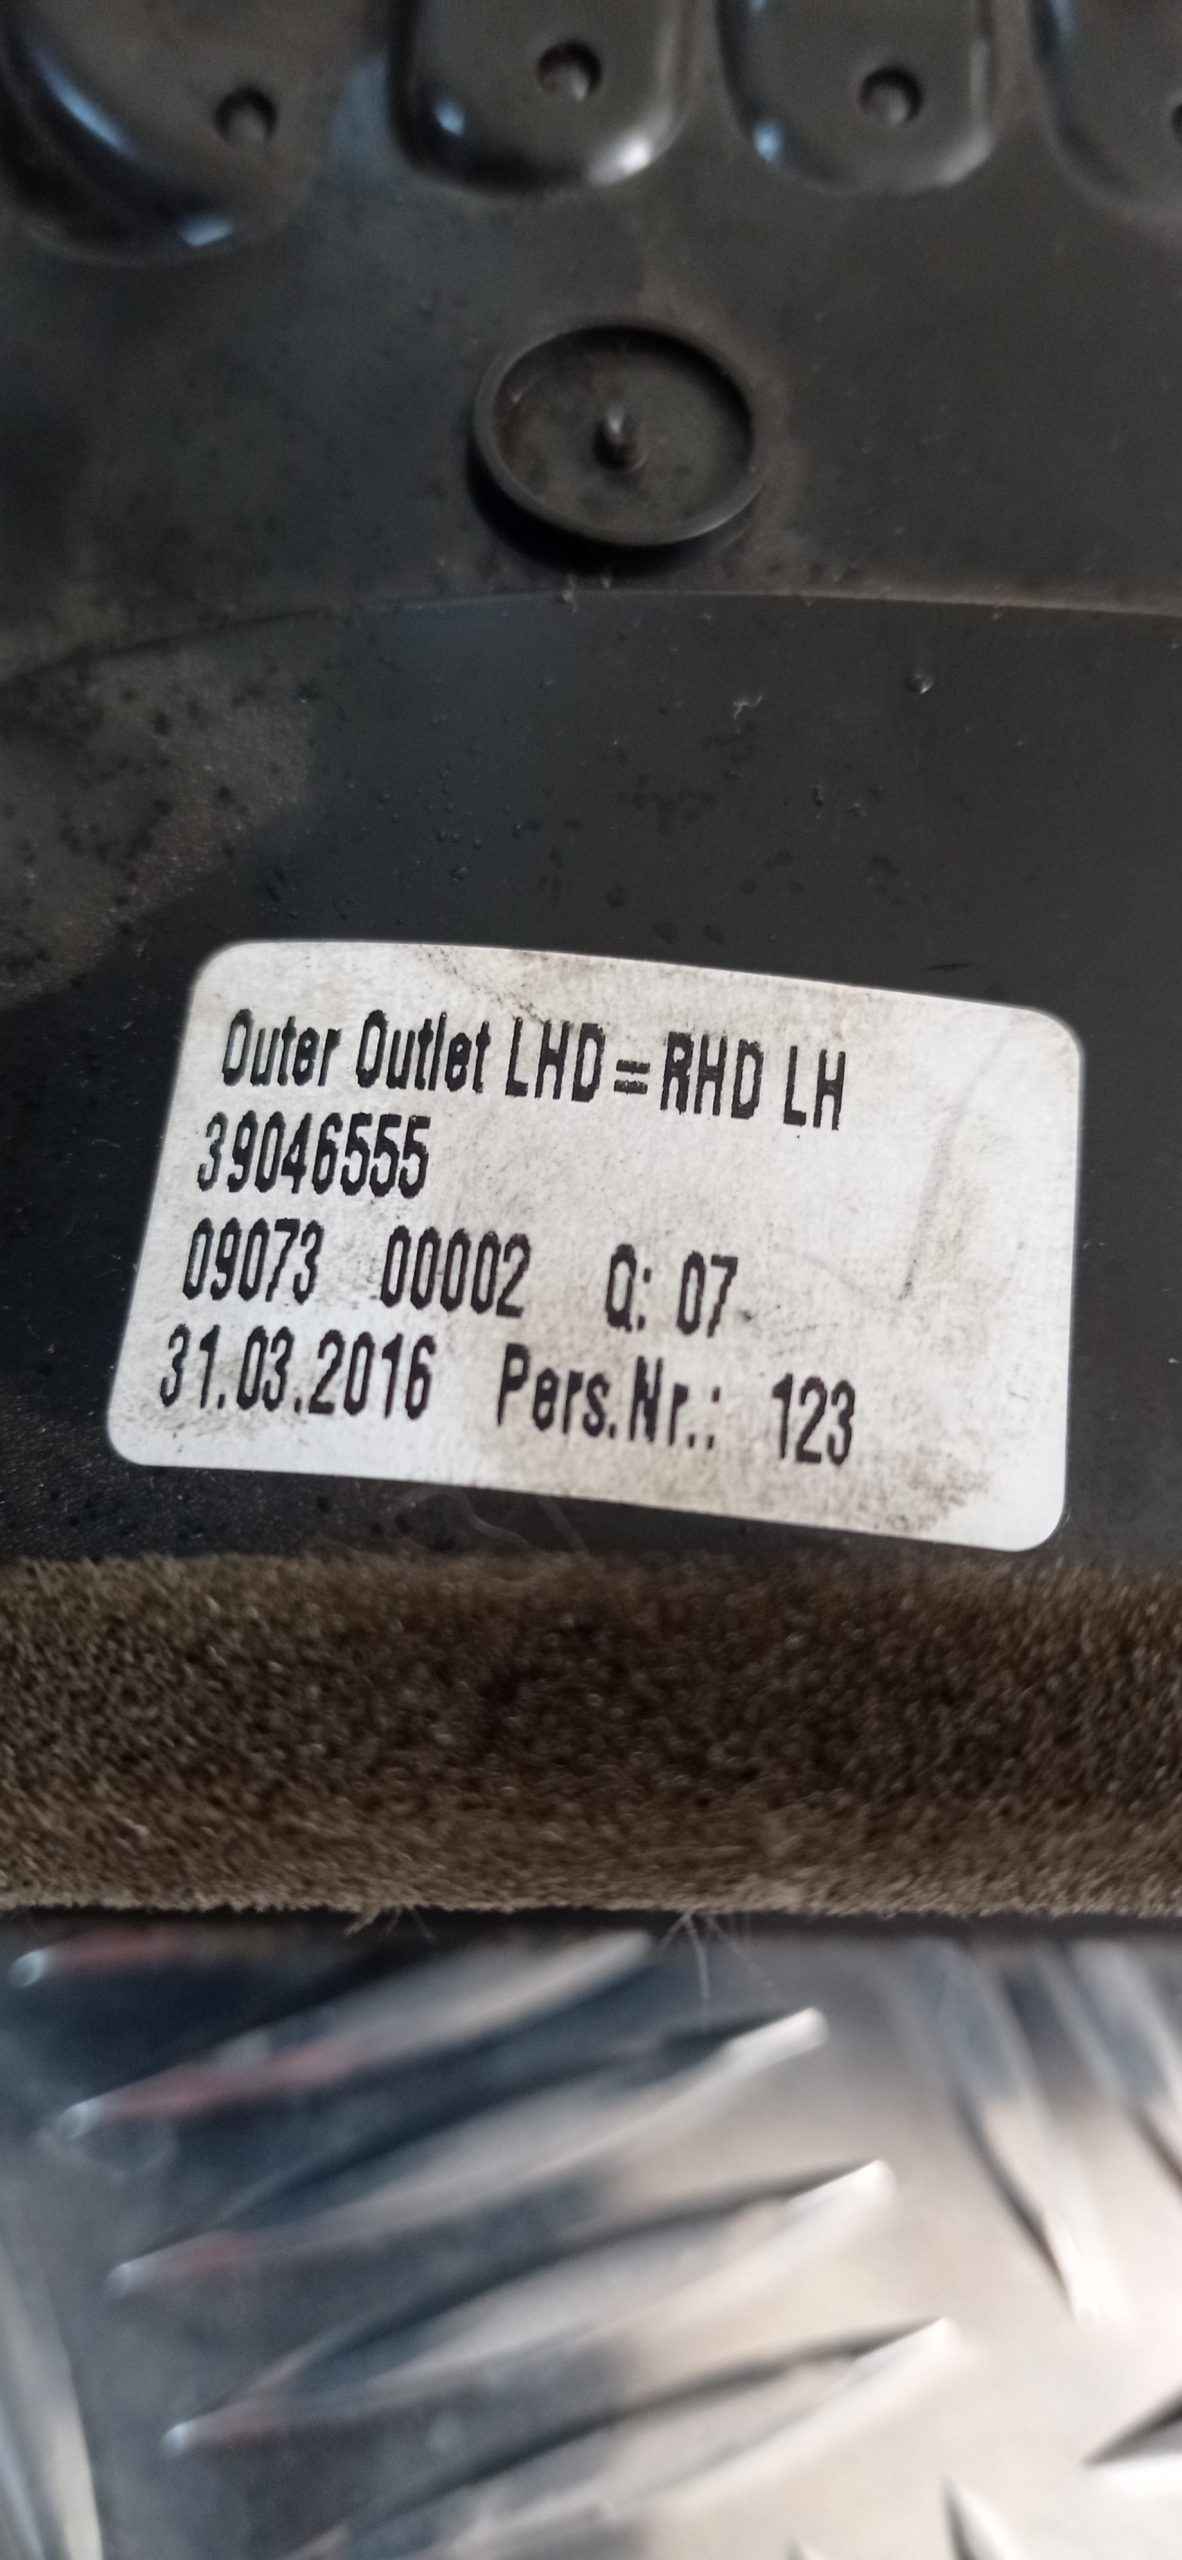 Outer Outlet LHD=RHD LH
39046555
09073 00002 Q: 07
31.03.2016 Pers.Nr.: 123